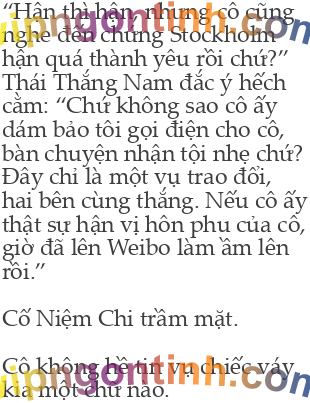 “Hận thì hận, nhưng cô cũng
nghe đến chứng Stockholm
hận quá thành yêu rồi chứ?”
Thái Thắng Nam đắc ý hếch
cằm: “Chứ không sao cô ấy
dám bảo tôi gọi điện cho cô,
bàn chuyện nhận tội nhẹ chứ?
Đây chỉ là một vụ trao đổi,
hai bên cùng thắng. Nếu cô ấy
thật sự hận vị hôn phu của cô,
giờ đã lên Weibo làm ầm lên
rồi.”
Cố Niệm Chi trầm mặt.
Cô không hề tin vụ chiếc váy
kia một chữ nào.